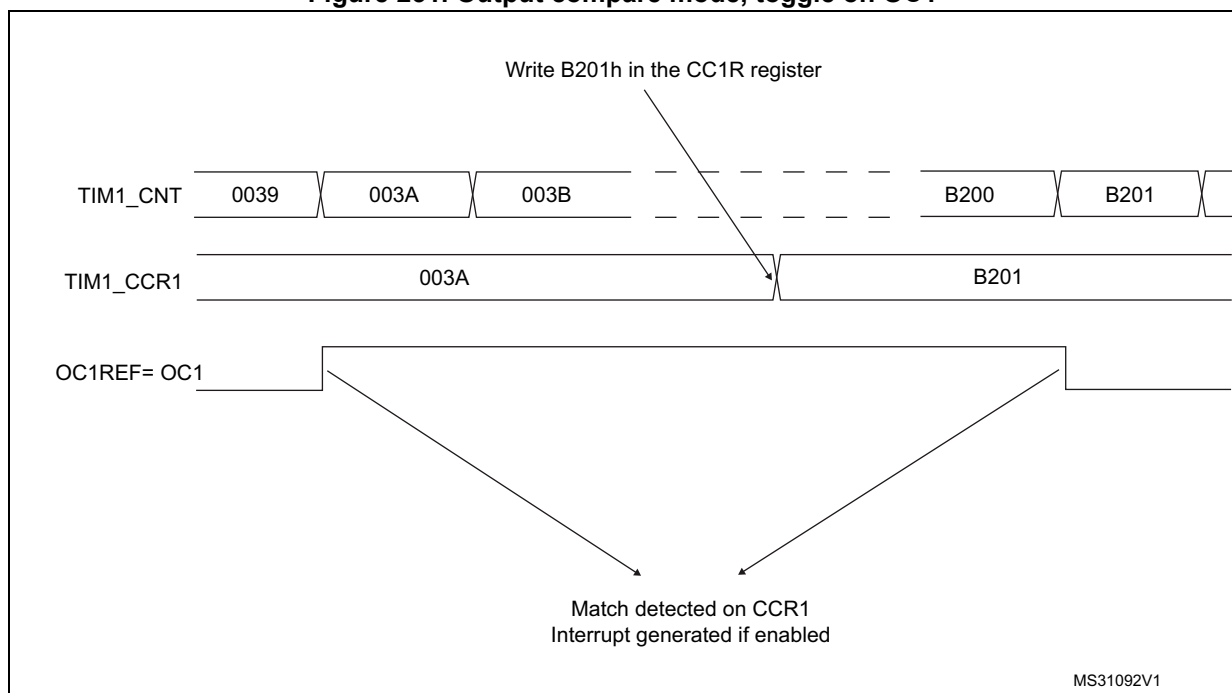 Write B201h in the CC1R register
TIM1_CNT 0039 003A 003B B200 B201
TIM1_CCR1 003A B201
OC1REF= OC1
Match detected on CCR1
Interrupt generated if enabled
MS31092V1